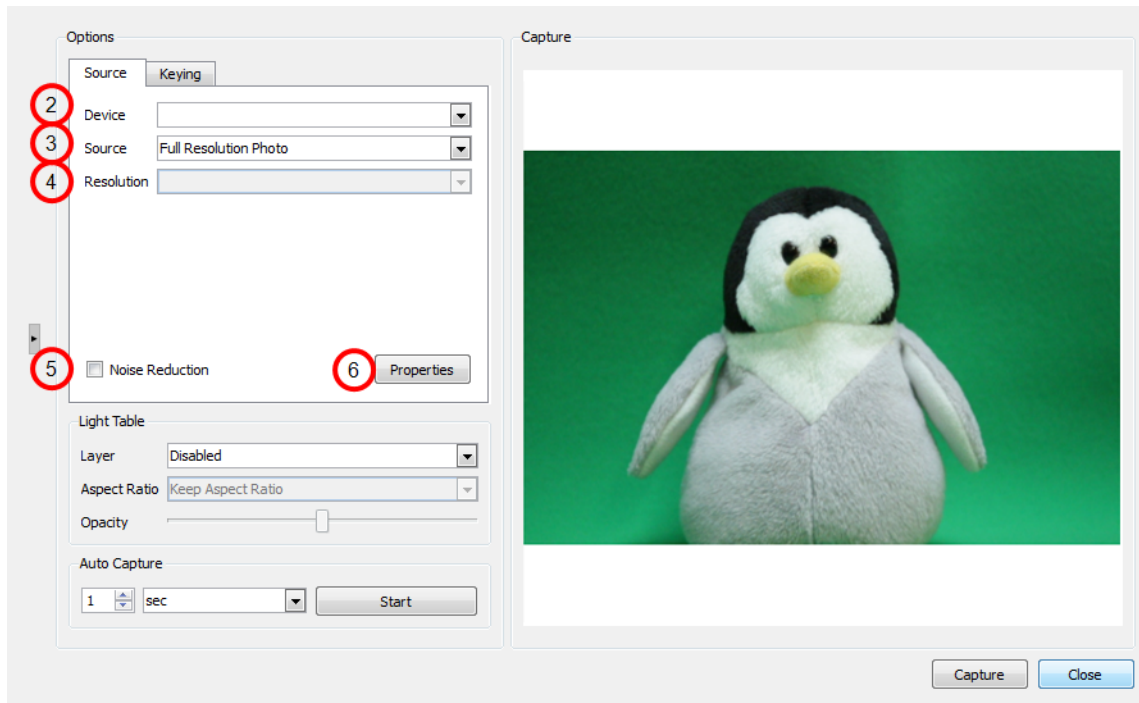 Options
Source Keying
2 Device
3 Source Full Resolution Photo
4 Resolution
5 Noise Reduction 6 Properties
Light Table
Layer Disabled
Aspect Ratio Keep Aspect Ratio
Opacity
Auto Capture
1 sec Start
Capture
Capture Close